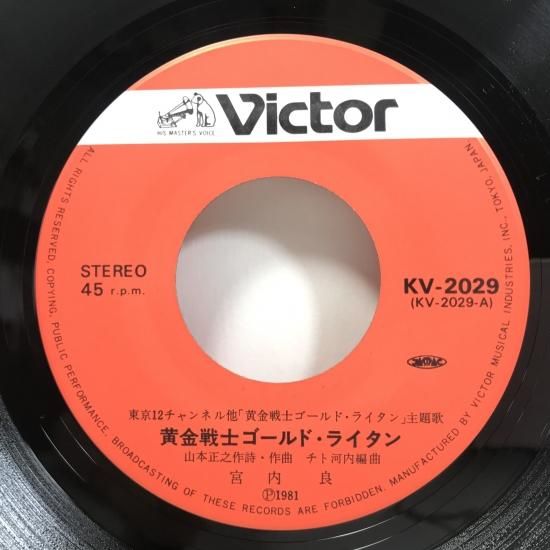 Victor
HIS MASTER'S VOICE
STEREO
45 r.p.m.
KV-2029
(KV-2029-A)
JASRAC
東京12チャンネル他「黄金戦士ゴールド・ライタン」主題歌
黄金戦士ゴールド・ライタン
山本正之作詩・作曲 チト河内編曲
宮内良
Ⓟ1981
ALL RIGHTS RESERVED, COPYING, PUBLIC PERFORMANCE, BROADCASTING OF THESE RECORDS ARE FORBIDDEN. MANUFACTURED BY VICTOR MUSICAL INDUSTRIES, INC., TOKYO, JAPAN.